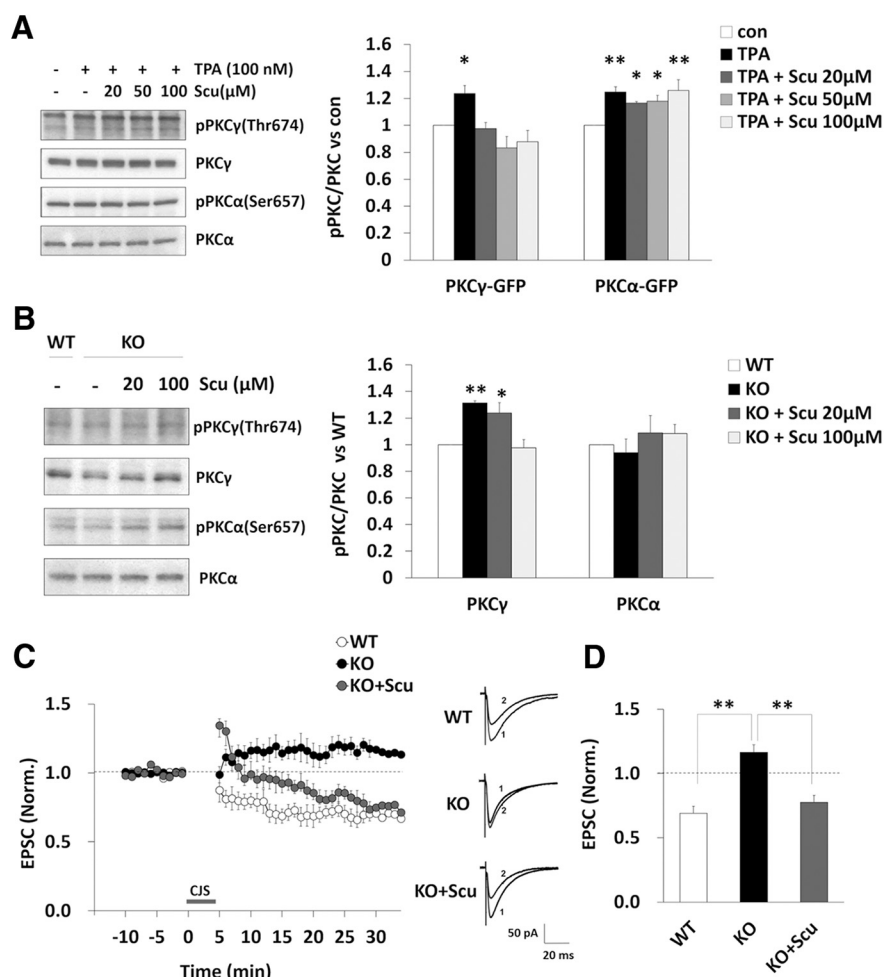 A
- + + + + TPA (100 nM)
- - 20 50 100 Scu(µM)
pPKCγ(Thr674)
PKCγ
pPKCα(Ser657)
PKCα
pPKC/PKC vs con
1.6
1.4
1.2
1
0.8
0.6
0.4
0.2
0
*
** * * **
PKCγ-GFP PKCα-GFP
con
TPA
TPA + Scu 20µM
TPA + Scu 50µM
TPA + Scu 100µM
B
WT KO
- - 20 100 Scu (µM)
pPKCγ(Thr674)
PKCγ
pPKCα(Ser657)
PKCα
pPKC/PKC vs WT
1.6
1.4
1.2
1
0.8
0.6
0.4
0.2
0
** *
PKCγ PKCα
WT
KO
KO + Scu 20µM
KO + Scu 100µM
C
WT
KO
KO+Scu
EPSC (Norm.)
1.5
1.0
0.5
0.0
CJS
-10 -5 0 5 10 15 20 25 30
Time (min)
WT
2
1
KO
1
2
KO+Scu
2
1
50 pA
20 ms
D
EPSC (Norm.)
1.5
1.0
0.5
0.0
** **
WT KO KO+Scu